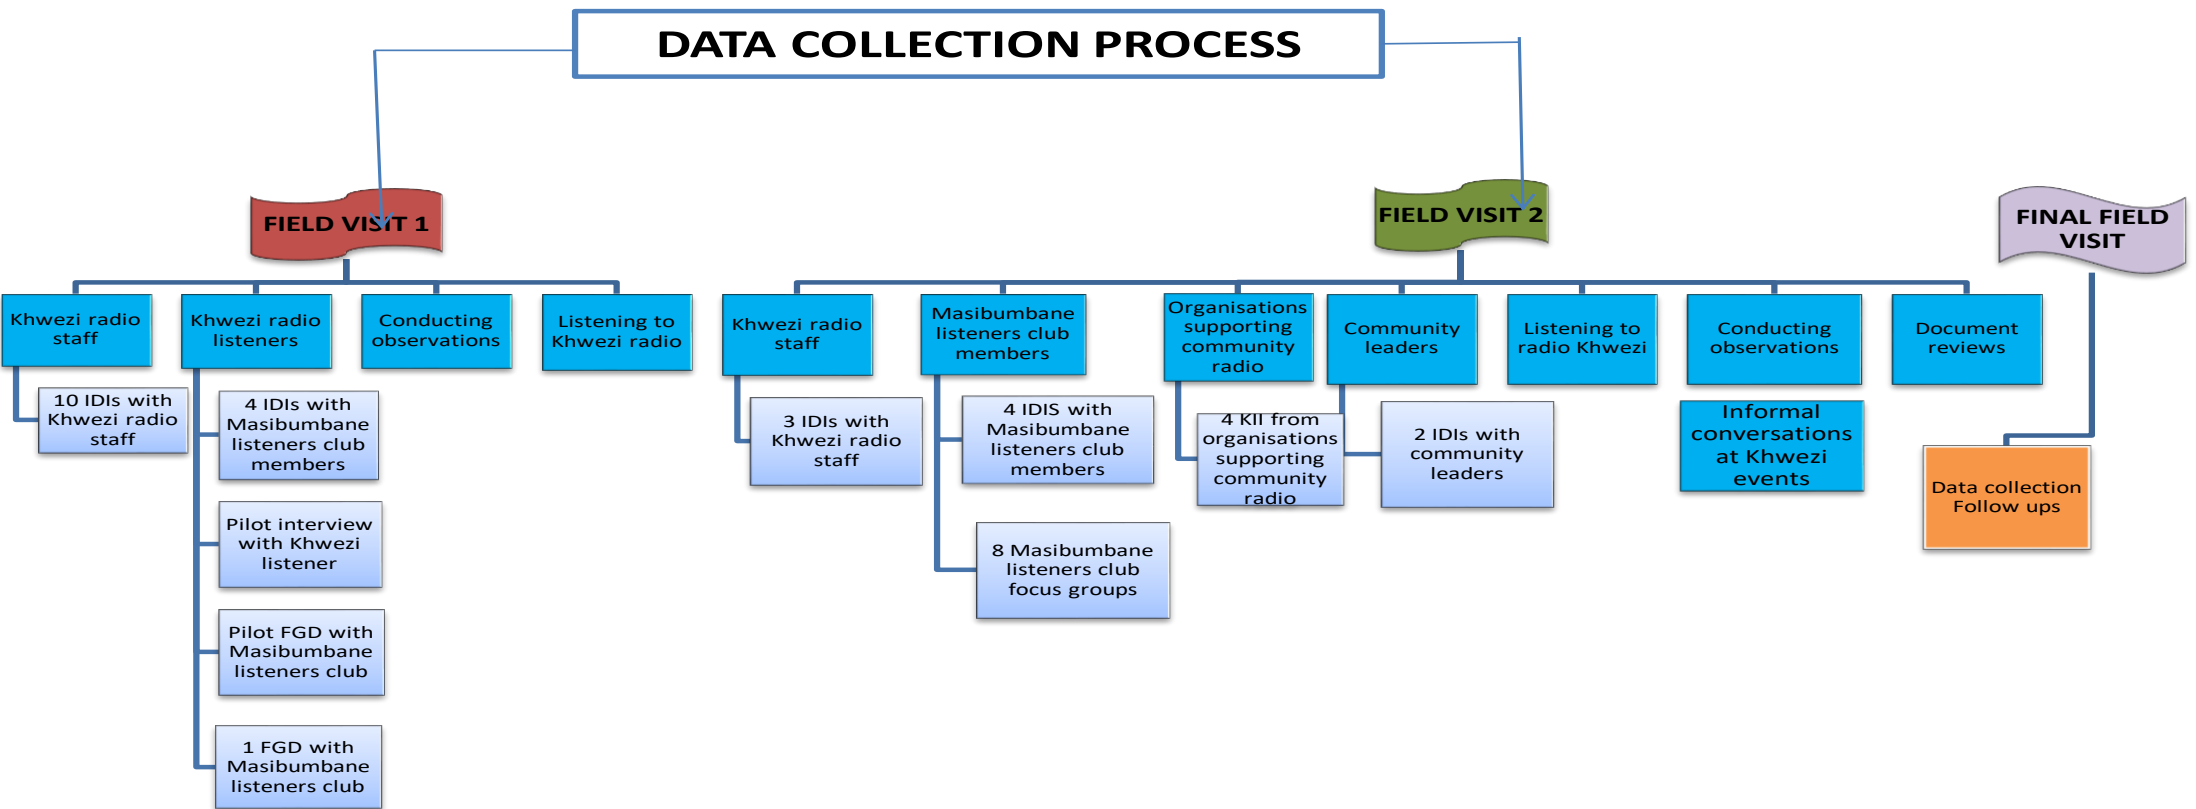 DATA COLLECTION PROCESS
FIELD VISIT 1
FIELD VISIT 2
FINAL FIELD
VISIT
Khwezi radio
staff
Khwezi radio
listeners
Conducting
observations
Listening to
Khwezi radio
10 IDIs with
Khwezi radio
staff
4 IDIs with
Masibumbane
listeners club
members
Pilot interview
with Khwezi
listener
Pilot FGD with
Masibumbane
listeners club
1 FGD with
Masibumbane
listeners club
Khwezi radio
staff
Masibumbane
listeners club
members
Organisations
supporting
community
radio
Community
leaders
Listening to
radio Khwezi
Conducting
observations
Document
reviews
3 IDIs with
Khwezi radio
staff
4 IDIS with
Masibumbane
listeners club
members
8 Masibumbane
listeners club
focus groups
4 KII from
organisations
supporting
community
radio
2 IDIs with
community
leaders
Informal
conversations
at Khwezi
events
Data collection
Follow ups